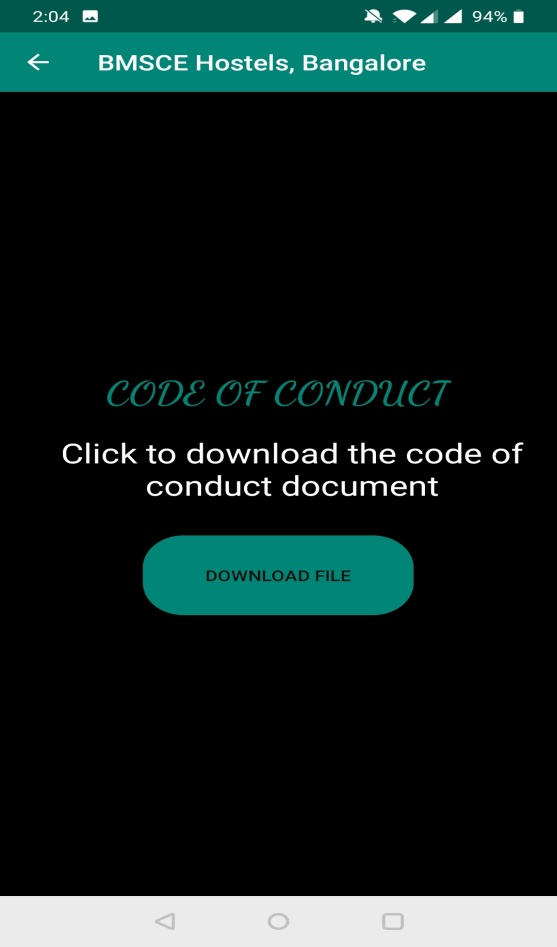 2:04 94%
BMSCE Hostels, Bangalore
CODE OF CONDUCT
Click to download the code of
conduct document
DOWNLOAD FILE